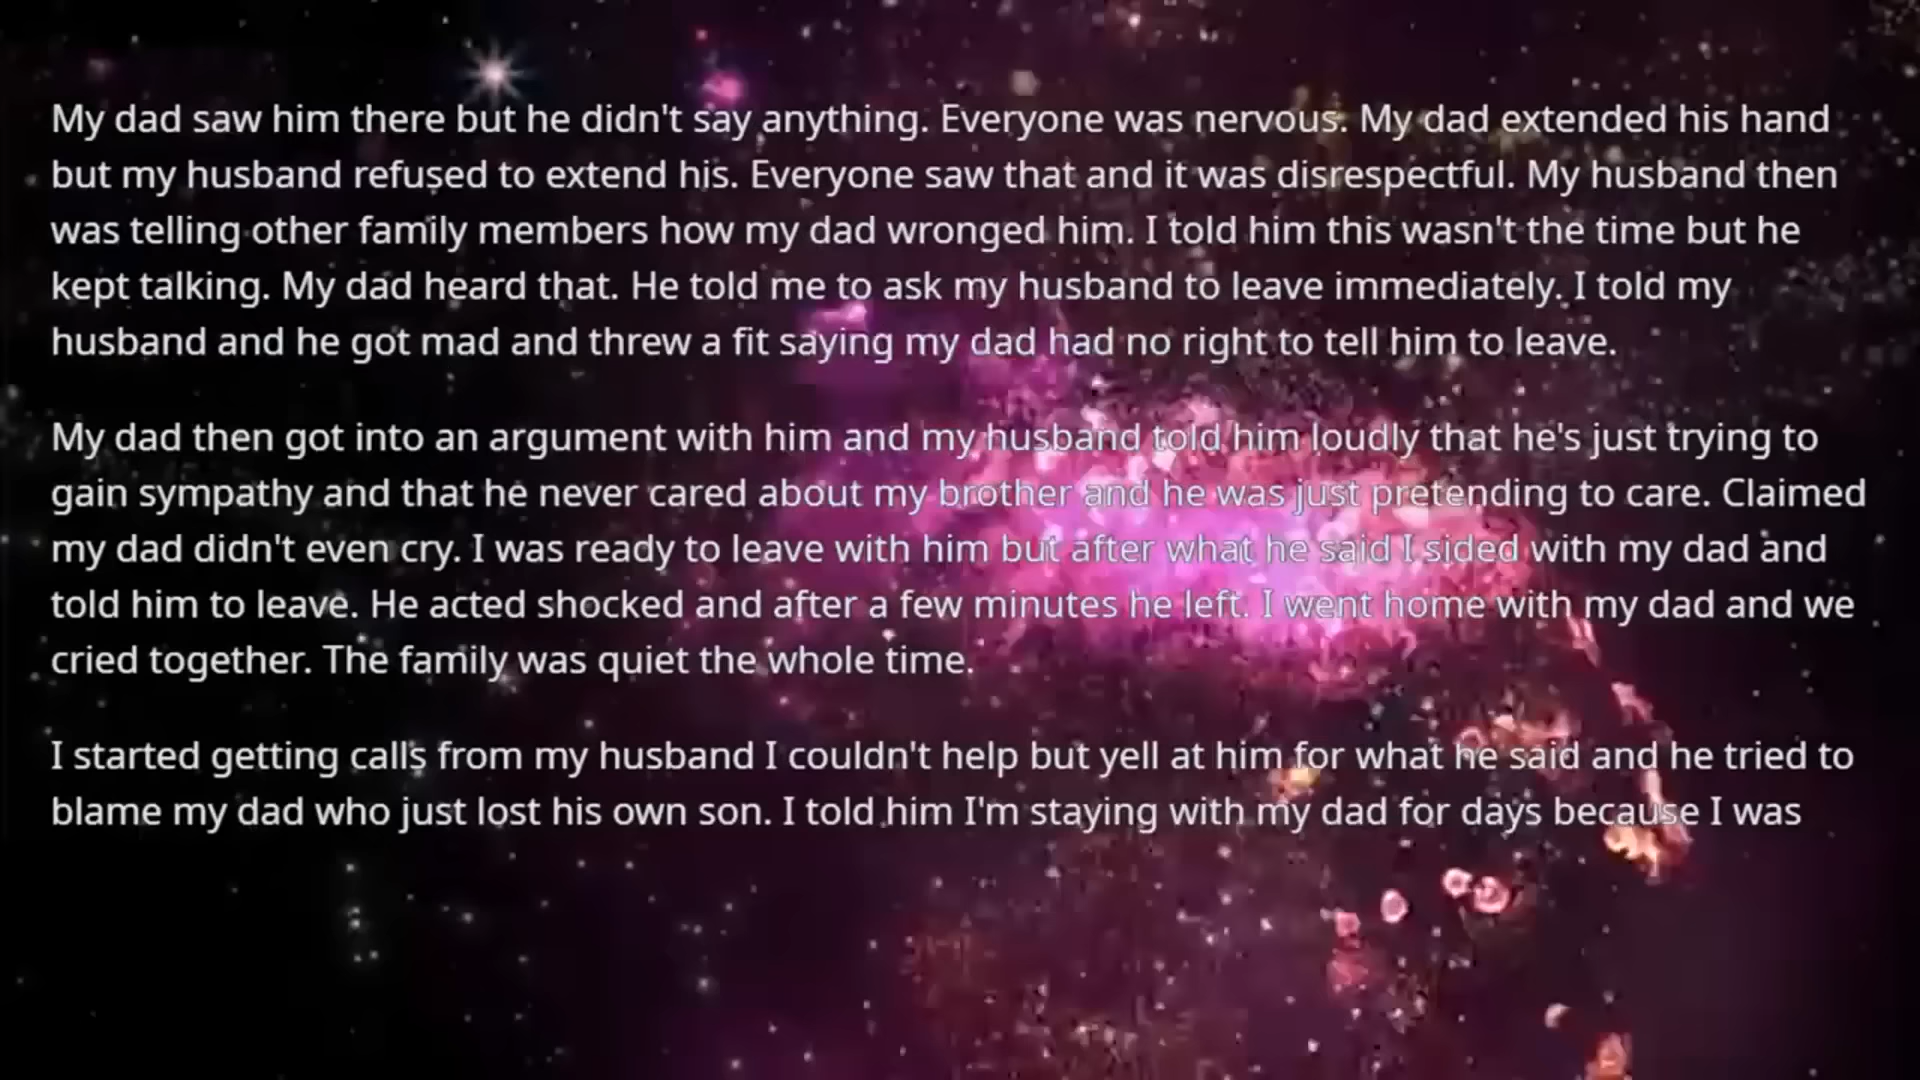 My dad saw him there but he didn't say anything. Everyone was nervous. My dad extended his hand
but my husband refused to extend his. Everyone saw that and it was disrespectful. My husband then
was telling other family members how my dad wronged him. I told him this wasn't the time but he
kept talking. My dad heard that. He told me to ask my husband to leave immediately. I told my
husband and he got mad and threw a fit saying my dad had no right to tell him to leave.
My dad then got into an argument with him and my husband told him loudly that he's just trying to
gain sympathy and that he never cared about my brother and he was just pretending to care. Claimed
my dad didn't even cry. I was ready to leave with him but after what he said I sided with my dad and
told him to leave. He acted shocked and after a few minutes he left. I went home with my dad and we
cried together. The family was quiet the whole time.
I started getting calls from my husband I couldn't help but yell at him for what he said and he tried to
blame my dad who just lost his own son. I told him I'm staying with my dad for days because I was